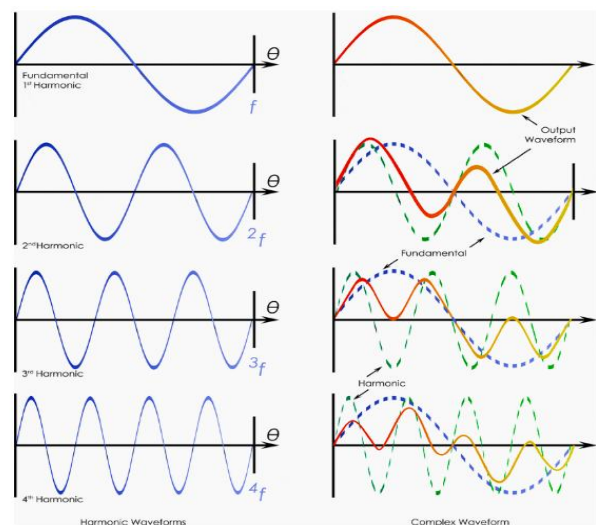 θ
Fundamental
1st Harmonic
f
Output
Waveform
θ
2nd Harmonic
2f
Fundamental
θ
3rd Harmonic
3f
Harmonic
θ
4th Harmonic
4f
Harmonic Waveforms
Complex Waveform